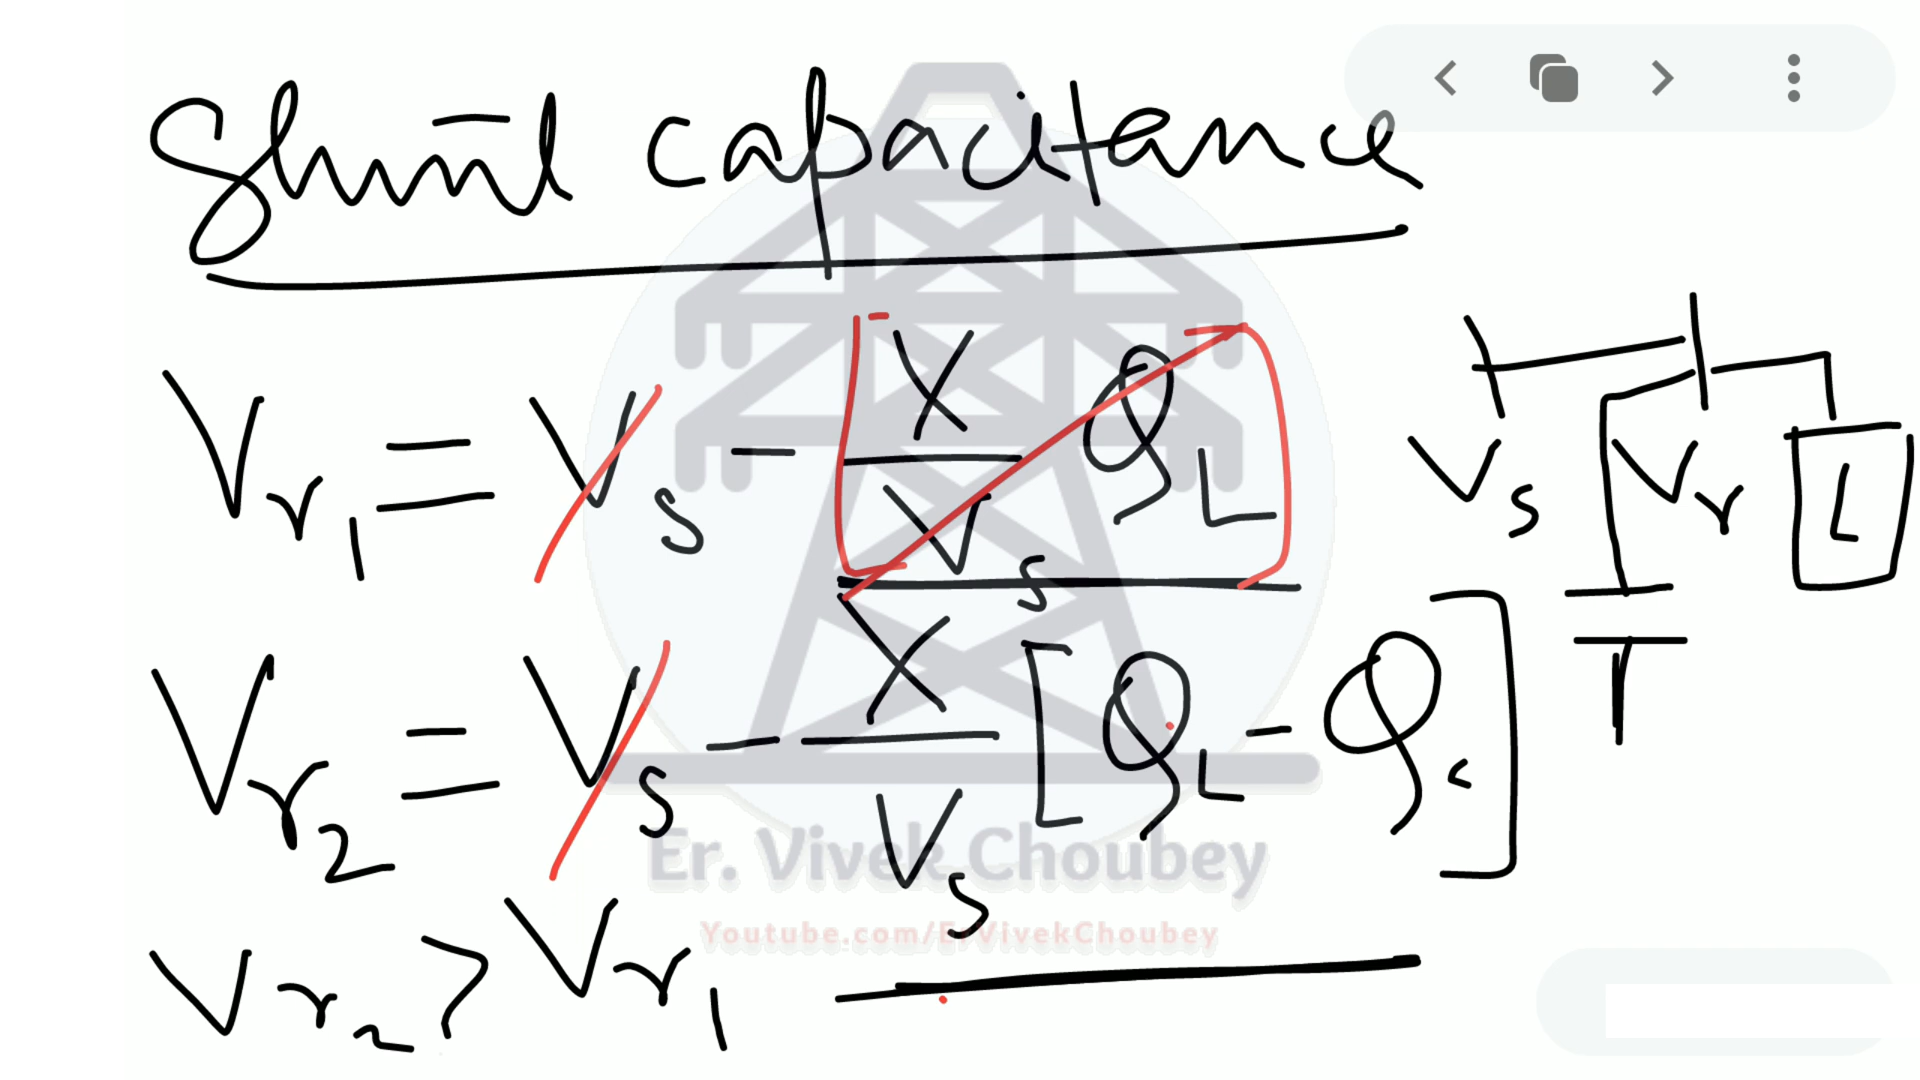 Shunt capacitance
Vr1 = Vs - X/Vs QL
Vs Vr L
Vr2 = Vs - X/Vs [QL - Qc]
Er. Vivek Choubey
Youtube.com/ErVivekChoubey
Vr2 > Vr1